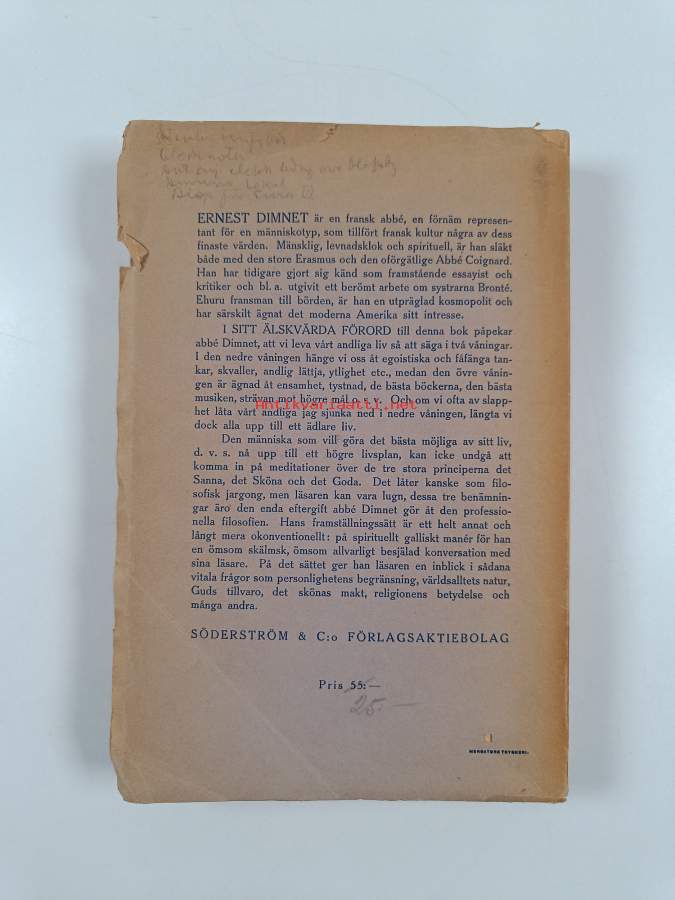 ERNEST DIMNET är en fransk abbé, en förnäm represen-
tant för en människotyp, som tillfört fransk kultur några av dess
finaste värden. Mänsklig, levnadsklok och spirituell, är han släkt
både med den store Erasmus och den oförgätlige Abbé Coignard.
Han har tidigare gjort sig känd som framstående essayist och
kritiker och bl. a. utgivit ett berömt arbete om systrarna Bronté.
Ehuru fransman till börden, är han en utpräglad kosmopolit och
har särskilt ägnat det moderna Amerika sitt intresse.
I SITT ÄLSKVÄRDA FÖRORD till denna bok påpekar
abbé Dimnet, att vi leva vårt andliga liv så att säga i två våningar.
I den nedre våningen hänge vi oss åt egoistiska och fåfänga tan-
kar, skvaller, andlig lättja, ytlighet etc., medan den övre vånin-
gen är ägnad åt ensamhet, tystnad, de bästa böckerna, den bästa
musiken, strävan mot högre mål o. s. v. Och om vi ofta av slapp-
Antikvariaatti.com
het låta vårt andliga jag sjunka ned i nedre våningen, längta vi
dock alla upp till ett ädlare liv.
Den människa som vill göra det bästa möjliga av sitt liv,
d. v. s. nå upp till ett högre livsplan, kan icke undgå att
komma in på meditationer över de tre stora principerna det
Sanna, det Sköna och det Goda. Det låter kanske som filo-
sofisk jargong, men läsaren kan vara lugn, dessa tre benämnin-
gar äro den enda eftergift abbé Dimnet gör åt den professio-
nella filosofien. Hans framställningssätt är ett helt annat och
långt mera okonventionellt: på spirituellt galliskt manér för han
en ömsom skälmsk, ömsom allvarligt besjälad konversation med
sina läsare. På det sättet ger han läsaren en inblick i sådana
vitala frågor som personlighetens begränsning, världsalltets natur,
Guds tillvaro, det skönas makt, religionens betydelse och
många andra.
SÖDERSTRÖM & C:o FÖRLAGSAKTIEBOLAG
Pris 55:—
25:—
MERCATORS TRYCKERI